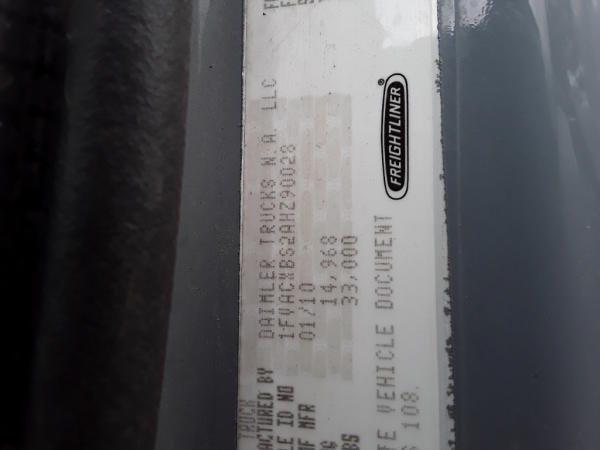 TRUCK
ACTURED BY DAIMLER TRUCKS N.A. LLC
LE ID NO 1FVACXBS2AHZ90028
F MFR 01/10
G 14,968
BS 33,000
FREIGHTLINER®
FE VEHICLE DOCUMENT
S 108.